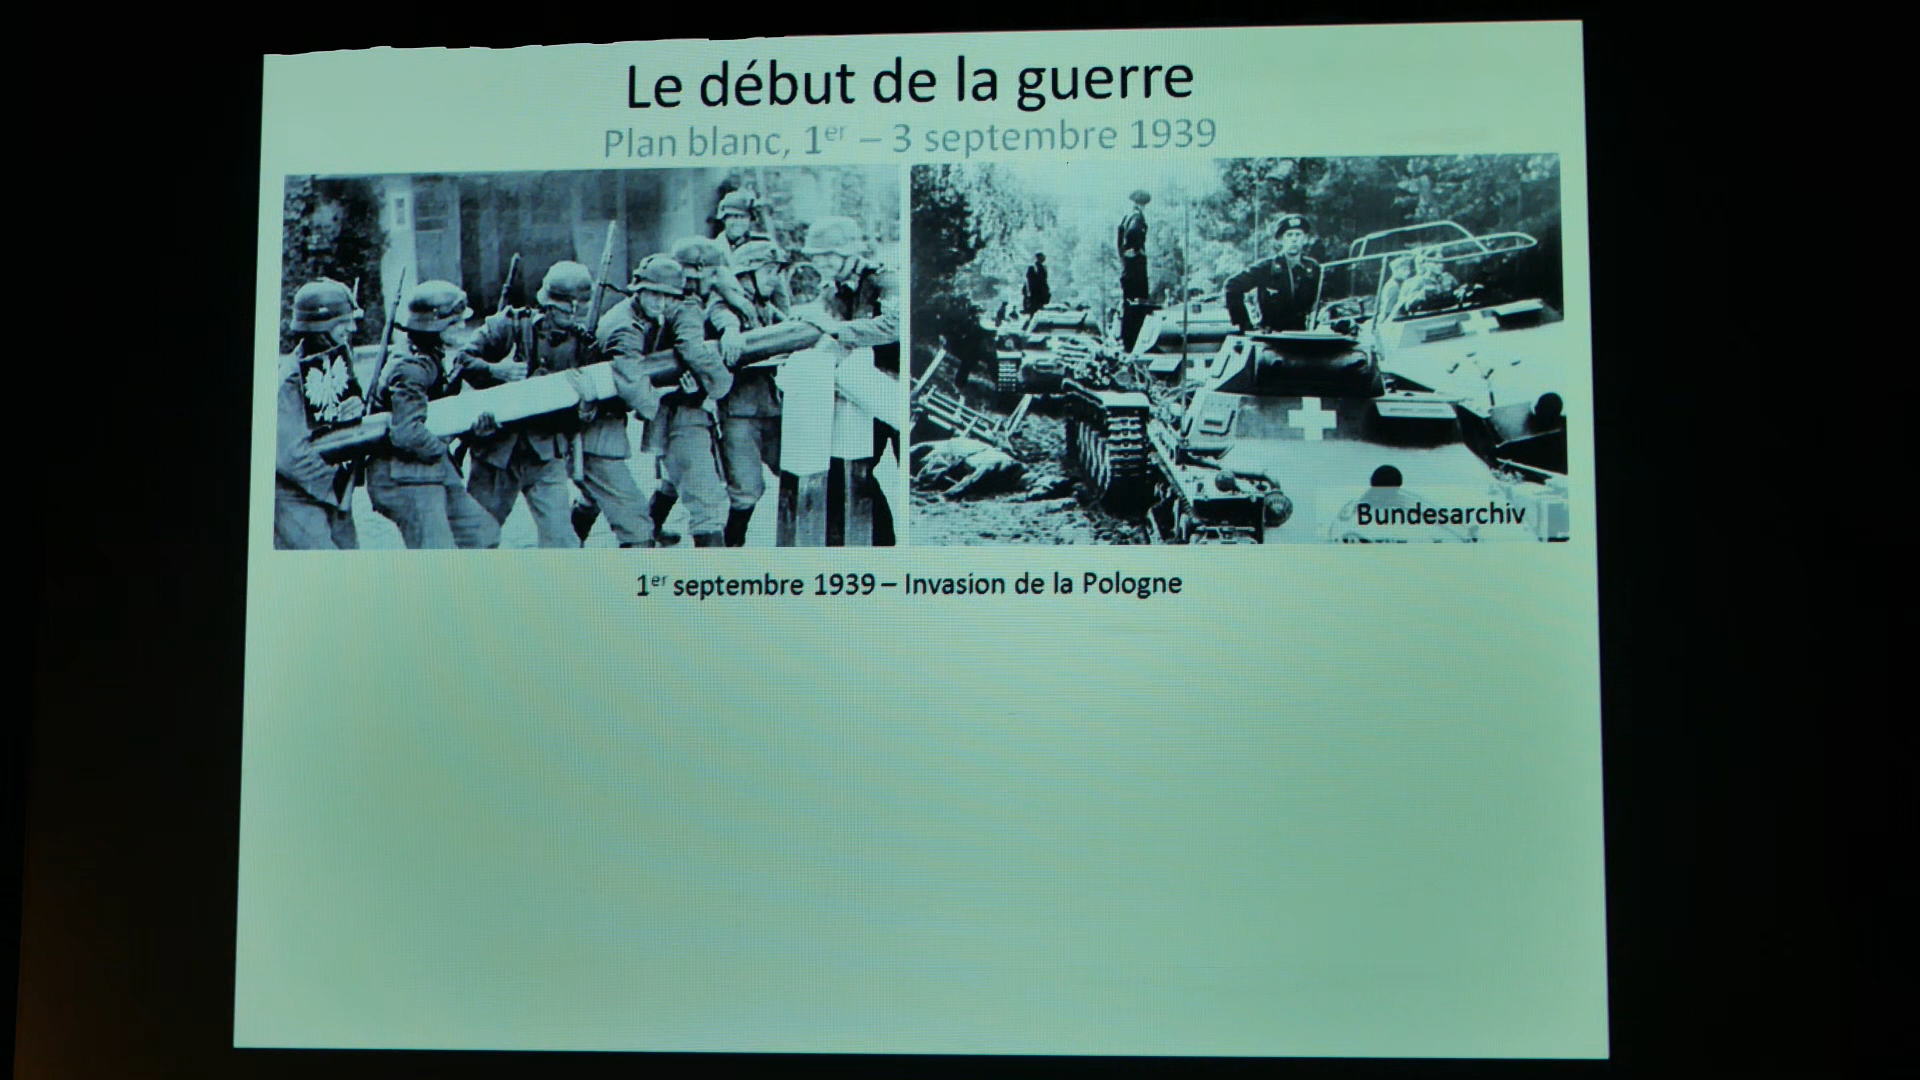 Le début de la guerre
Plan blanc, 1er – 3 septembre 1939
Bundesarchiv
1er septembre 1939 – Invasion de la Pologne